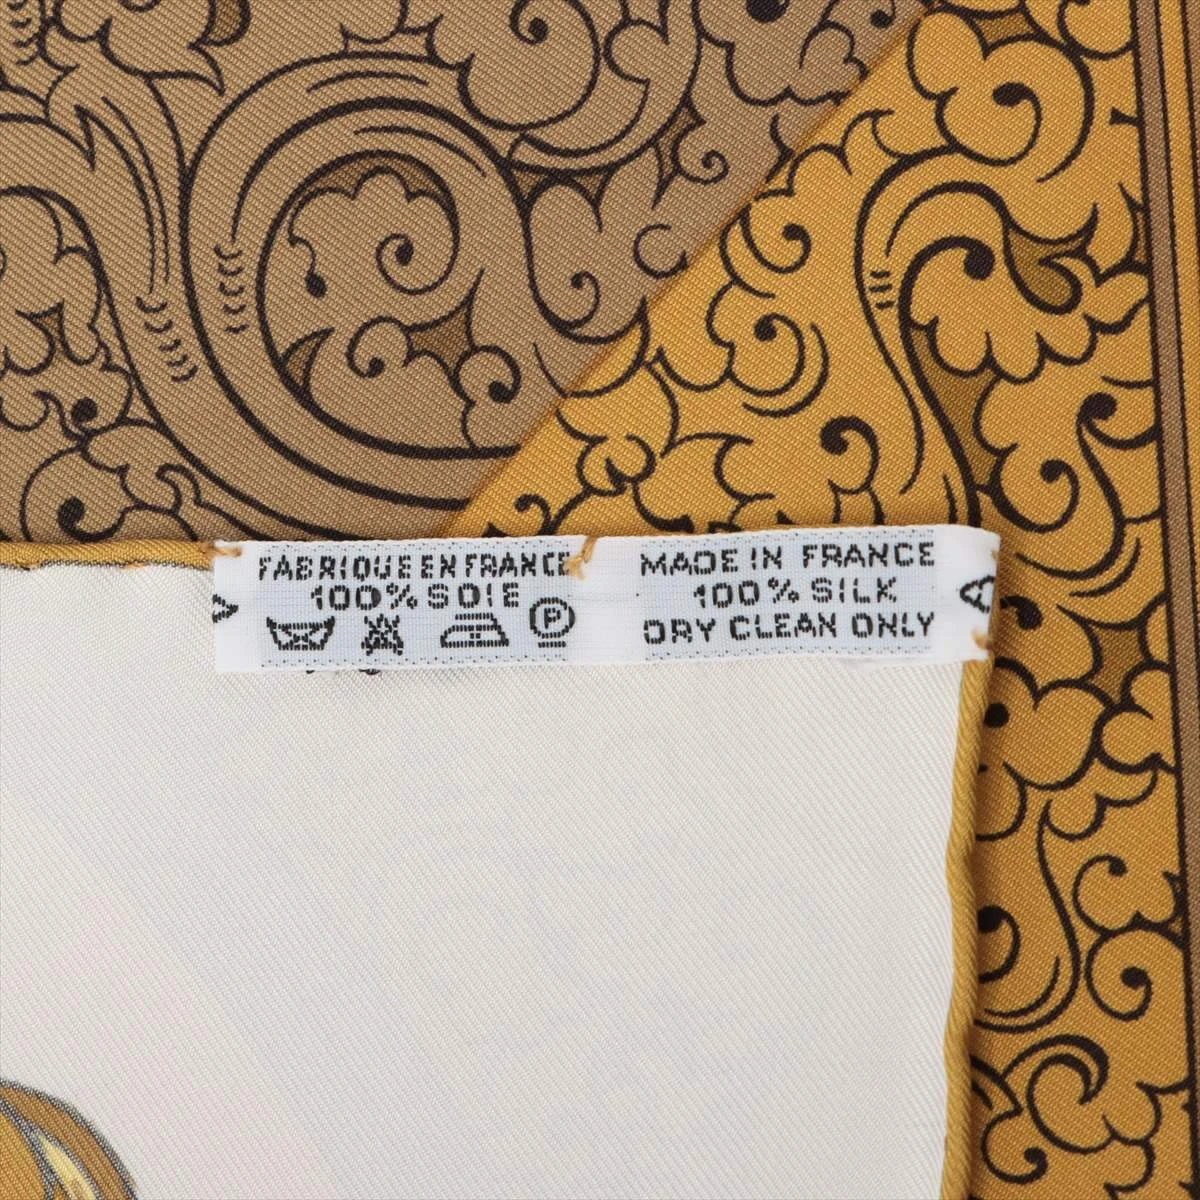 FABRIQUE EN FRANCE
100% SOIE
P
MADE IN FRANCE
100% SILK
DRY CLEAN ONLY
A